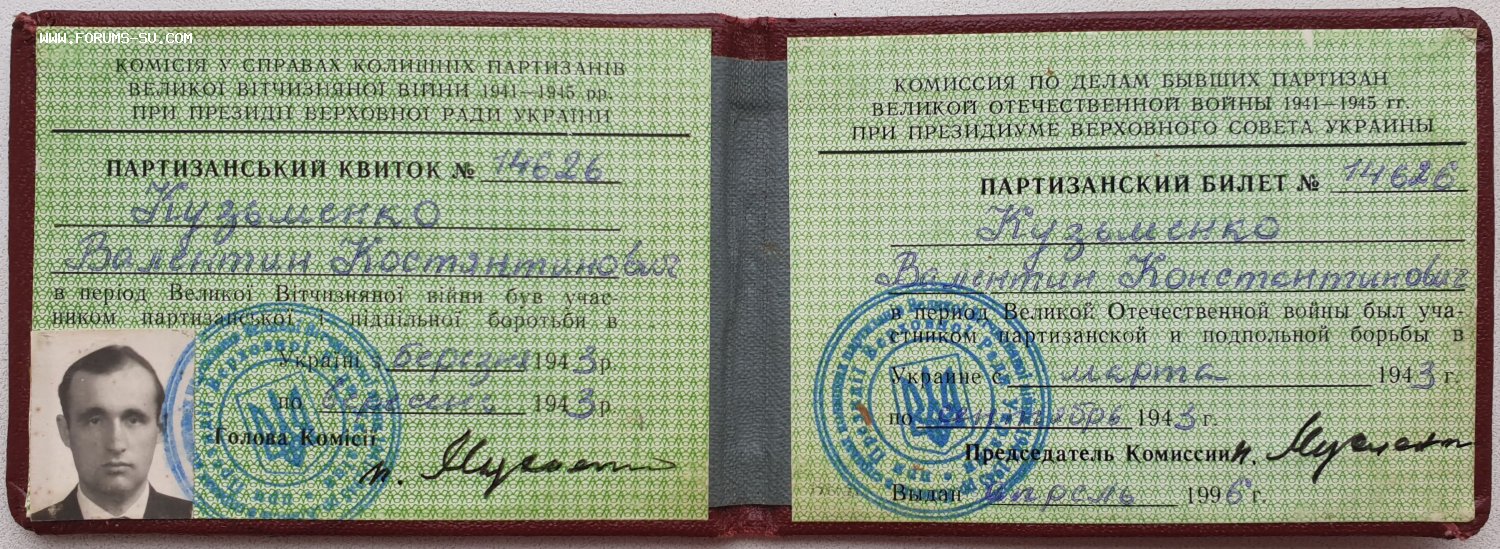 WWW.FORUMS-SU.COM
КОМІСІЯ У СПРАВАХ КОЛИШНІХ ПАРТИЗАНІВ
ВЕЛИКОЇ ВІТЧИЗНЯНОЇ ВІЙНИ 1941—1945 рр.
ПРИ ПРЕЗИДІЇ ВЕРХОВНОЇ РАДИ УКРАЇНИ
ПАРТИЗАНСЬКИЙ КВИТОК № 14626
Кузьменко
Валентин Костянтинович
в період Великої Вітчизняної війни був учас-
ником партизанської і підпільної боротьби в
Україні з березня 1943 р.
по вересень 1943 р.
Голова Комісії
КОМИССИЯ ПО ДЕЛАМ БЫВШИХ ПАРТИЗАН
ВЕЛИКОЙ ОТЕЧЕСТВЕННОЙ ВОЙНЫ 1941—1945 гг.
ПРИ ПРЕЗИДИУМЕ ВЕРХОВНОГО СОВЕТА УКРАИНЫ
ПАРТИЗАНСКИЙ БИЛЕТ № 14626
Кузьменко
Валентин Константинович
в период Великой Отечественной войны был уча-
стником партизанской и подпольной борьбы в
Украине с марта 1943 г.
по сентябрь 1943 г.
Председатель Комиссии
Выдан апрель 1996 г.